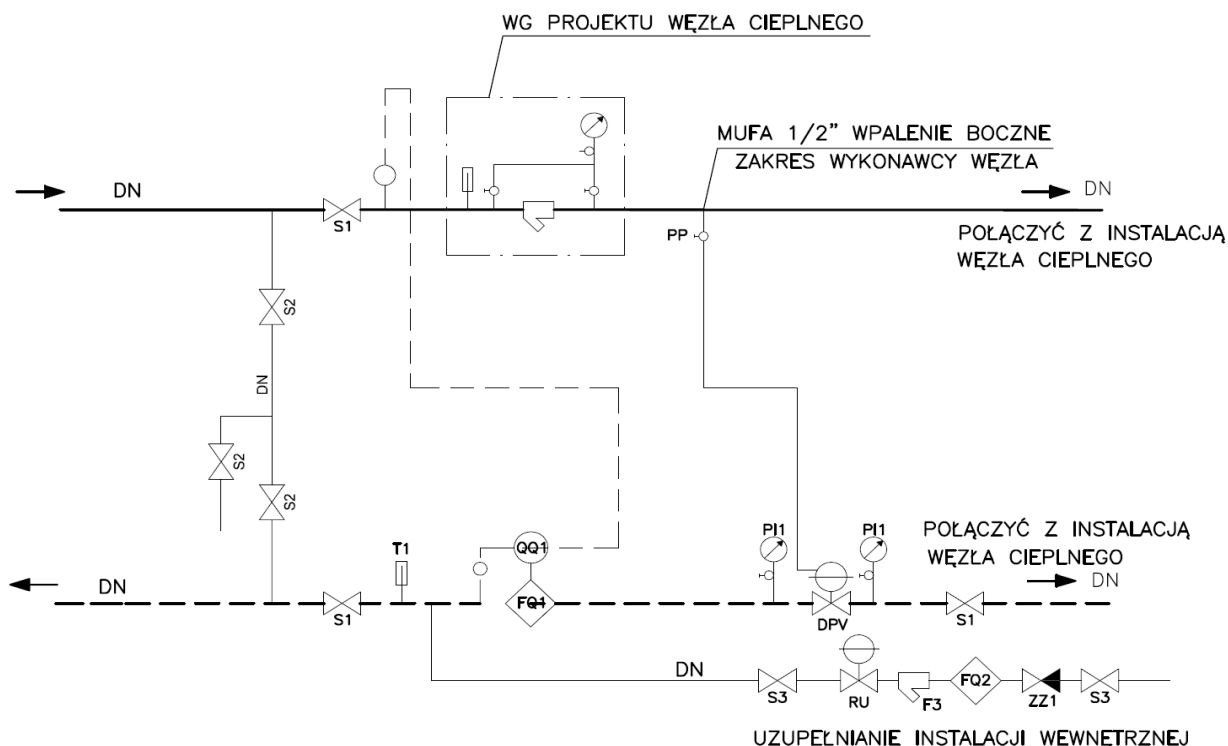 WG PROJEKTU WĘZŁA CIEPLNEGO
MUFA 1/2" WPALENIE BOCZNE
ZAKRES WYKONAWCY WĘZŁA
DN
DN
S1
PP
POŁĄCZYĆ Z INSTALACJĄ
WĘZŁA CIEPLNEGO
S2
DN
S2
S2
T1
QQ1
PI1
PI1
POŁĄCZYĆ Z INSTALACJĄ
WĘZŁA CIEPLNEGO
DN
DN
FQ1
S1
DPV
S1
DN
S3
RU
F3
FQ2
ZZ1
S3
UZUPEŁNIANIE INSTALACJI WEWNETRZNEJ